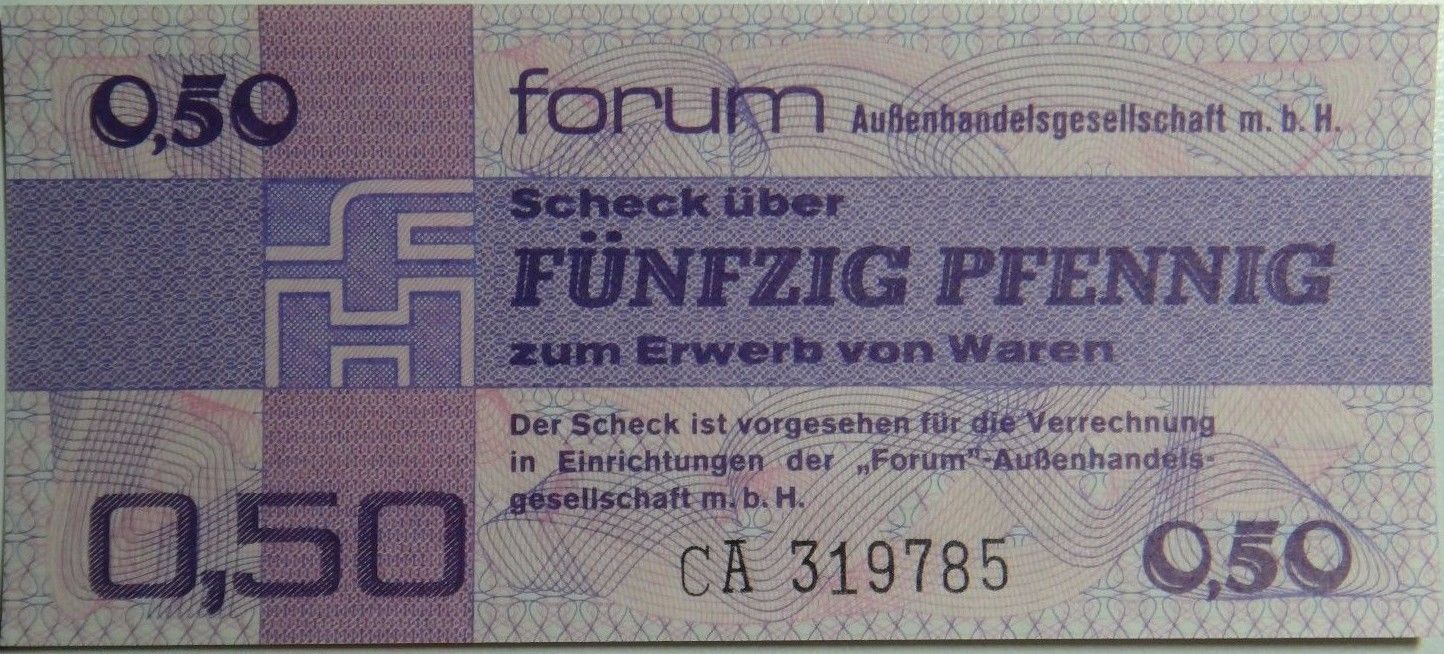 0,50
forum Außenhandelsgesellschaft m. b. H.
Scheck über
FÜNFZIG PFENNIG
zum Erwerb von Waren
Der Scheck ist vorgesehen für die Verrechnung
in Einrichtungen der „Forum"-Außenhandels-
gesellschaft m. b. H.
0,50
CA 319785
0,50